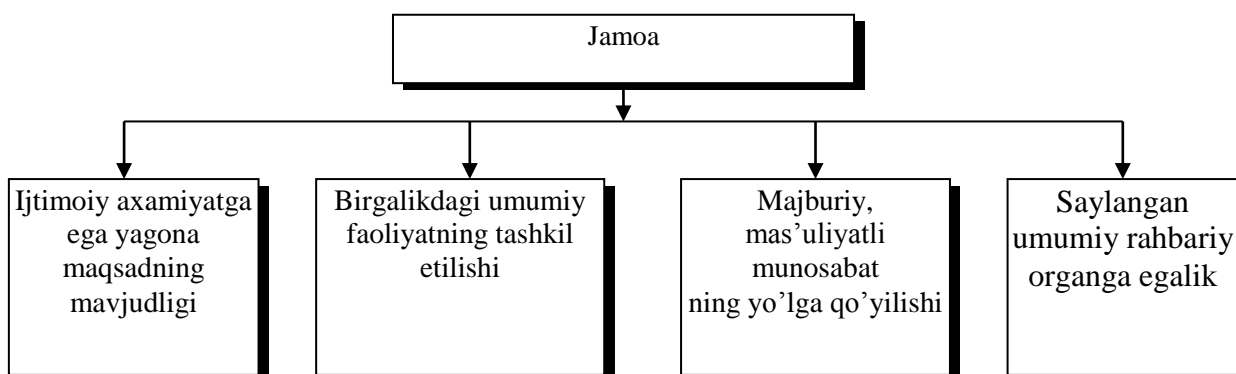 Jamoa
Ijtimoiy axamiyatga
ega yagona
maqsadning
mavjudligi
Birgalikdagi umumiy
faoliyatning tashkil
etilishi
Majburiy,
mas’uliyatli
munosabat
ning yo’lga qo’yilishi
Saylangan
umumiy rahbariy
organga egalik